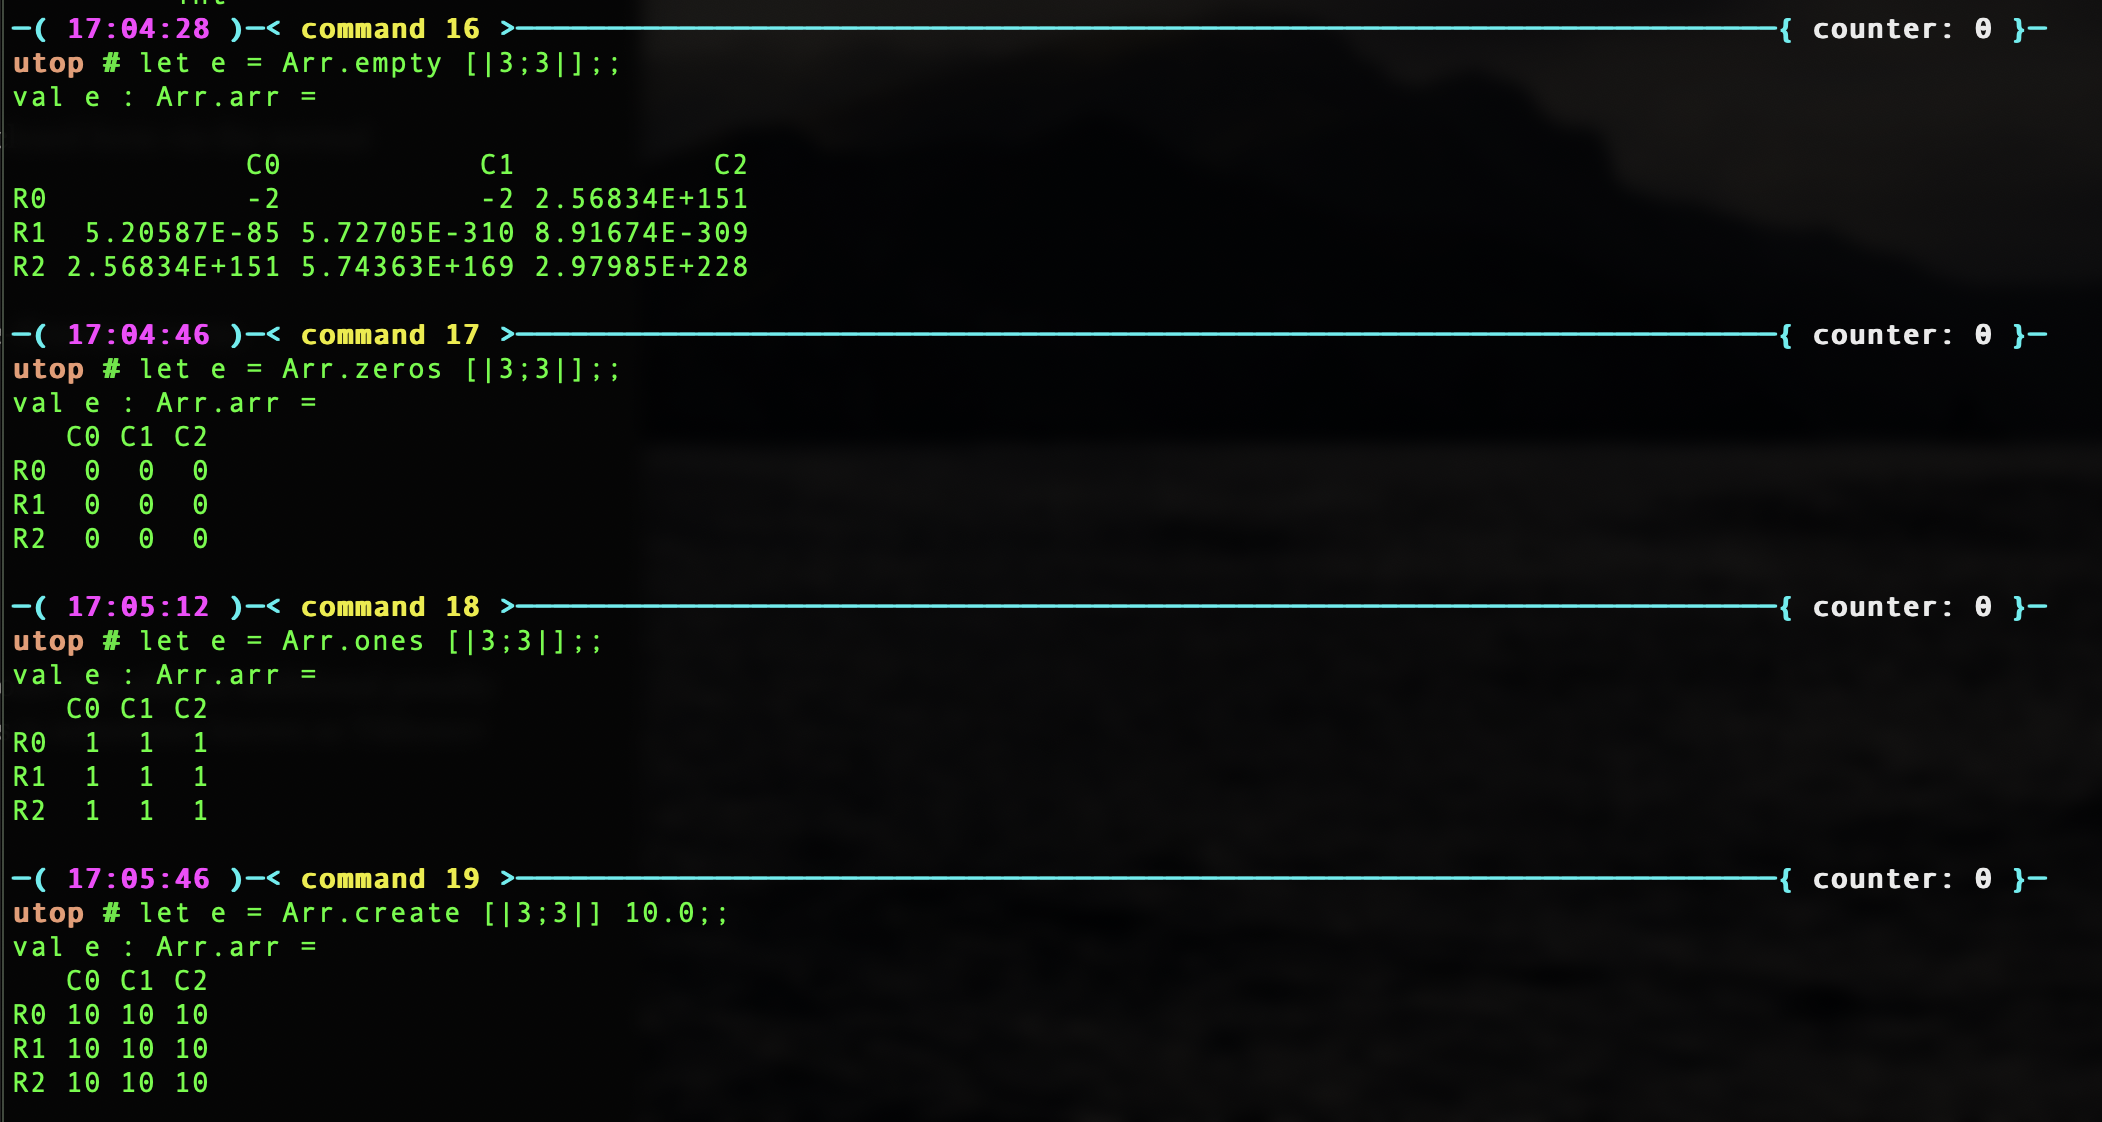 ─( 17:04:28 )─< command 16 >──────────────────────────────────────────────────────────────────────{ counter: 0 }─
utop # let e = Arr.empty [|3;3|];;
val e : Arr.arr =
             C0           C1           C2
R0           -2           -2 2.56834E+151
R1  5.20587E-85 5.72705E-310 8.91674E-309
R2 2.56834E+151 5.74363E+169 2.97985E+228
─( 17:04:46 )─< command 17 >──────────────────────────────────────────────────────────────────────{ counter: 0 }─
utop # let e = Arr.zeros [|3;3|];;
val e : Arr.arr =
   C0 C1 C2
R0  0  0  0
R1  0  0  0
R2  0  0  0
─( 17:05:12 )─< command 18 >──────────────────────────────────────────────────────────────────────{ counter: 0 }─
utop # let e = Arr.ones [|3;3|];;
val e : Arr.arr =
   C0 C1 C2
R0  1  1  1
R1  1  1  1
R2  1  1  1
─( 17:05:46 )─< command 19 >──────────────────────────────────────────────────────────────────────{ counter: 0 }─
utop # let e = Arr.create [|3;3|] 10.0;;
val e : Arr.arr =
   C0 C1 C2
R0 10 10 10
R1 10 10 10
R2 10 10 10